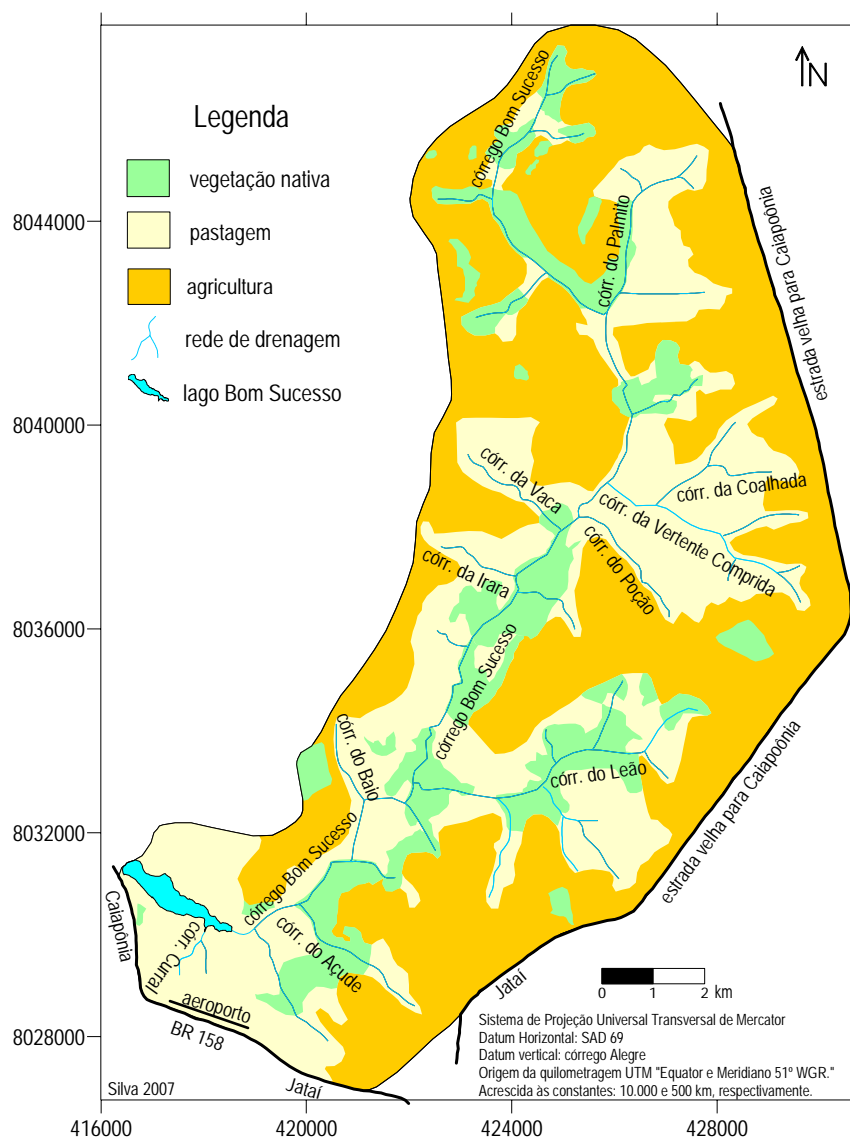 N
Legenda
vegetação nativa
pastagem
agricultura
rede de drenagem
lago Bom Sucesso
8044000
8040000
8036000
8032000
8028000
416000
420000
424000
428000
córrego Bom Sucesso
córr. do Palmito
estrada velha para Caiapoônia
córr. da Vaca
córr. da Coalhada
córr. da Vertente Comprida
córr. do Poção
córr. da Irara
córrego Bom Sucesso
córr. do Baio
córr. do Leão
estrada velha para Caiapoônia
córrego Bom Sucesso
córr. do Açude
córr. Curral
Caiapônia
aeroporto
BR 158
Jataí
Jataí
0 1 2 km
Sistema de Projeção Universal Transversal de Mercator
Datum Horizontal: SAD 69
Datum vertical: córrego Alegre
Origem da quilometragem UTM "Equator e Meridiano 51º WGR."
Acrescida às constantes: 10.000 e 500 km, respectivamente.
Silva 2007